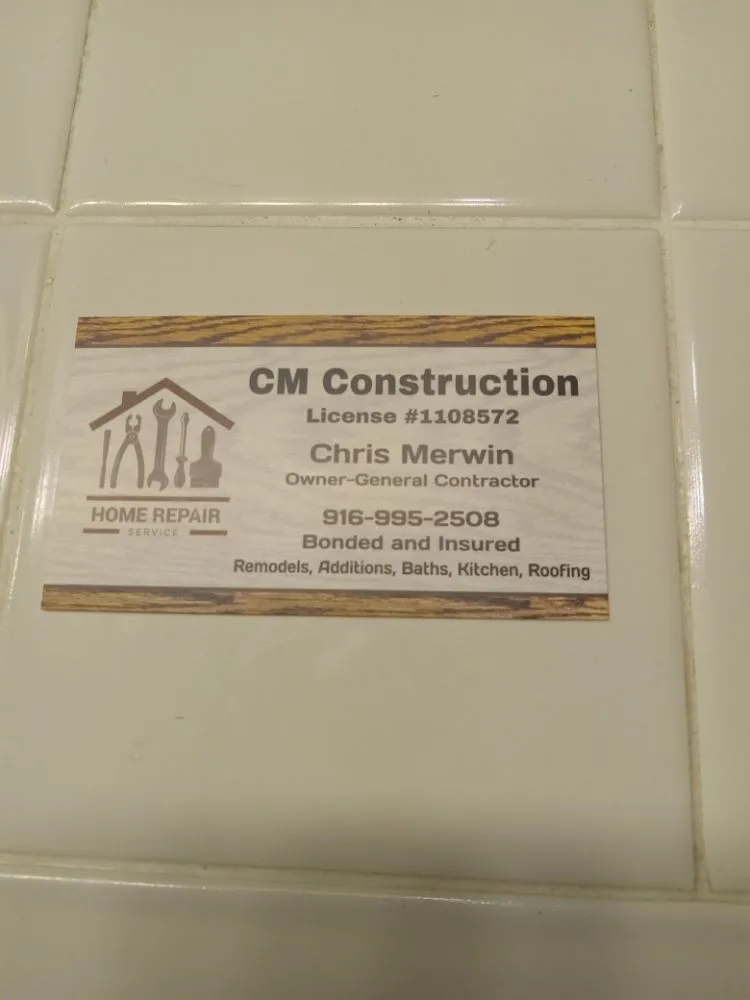 CM Construction
License #1108572
Chris Merwin
Owner-General Contractor
916-995-2508
Bonded and Insured
Remodels, Additions, Baths, Kitchen, Roofing
HOME REPAIR
SERVICE